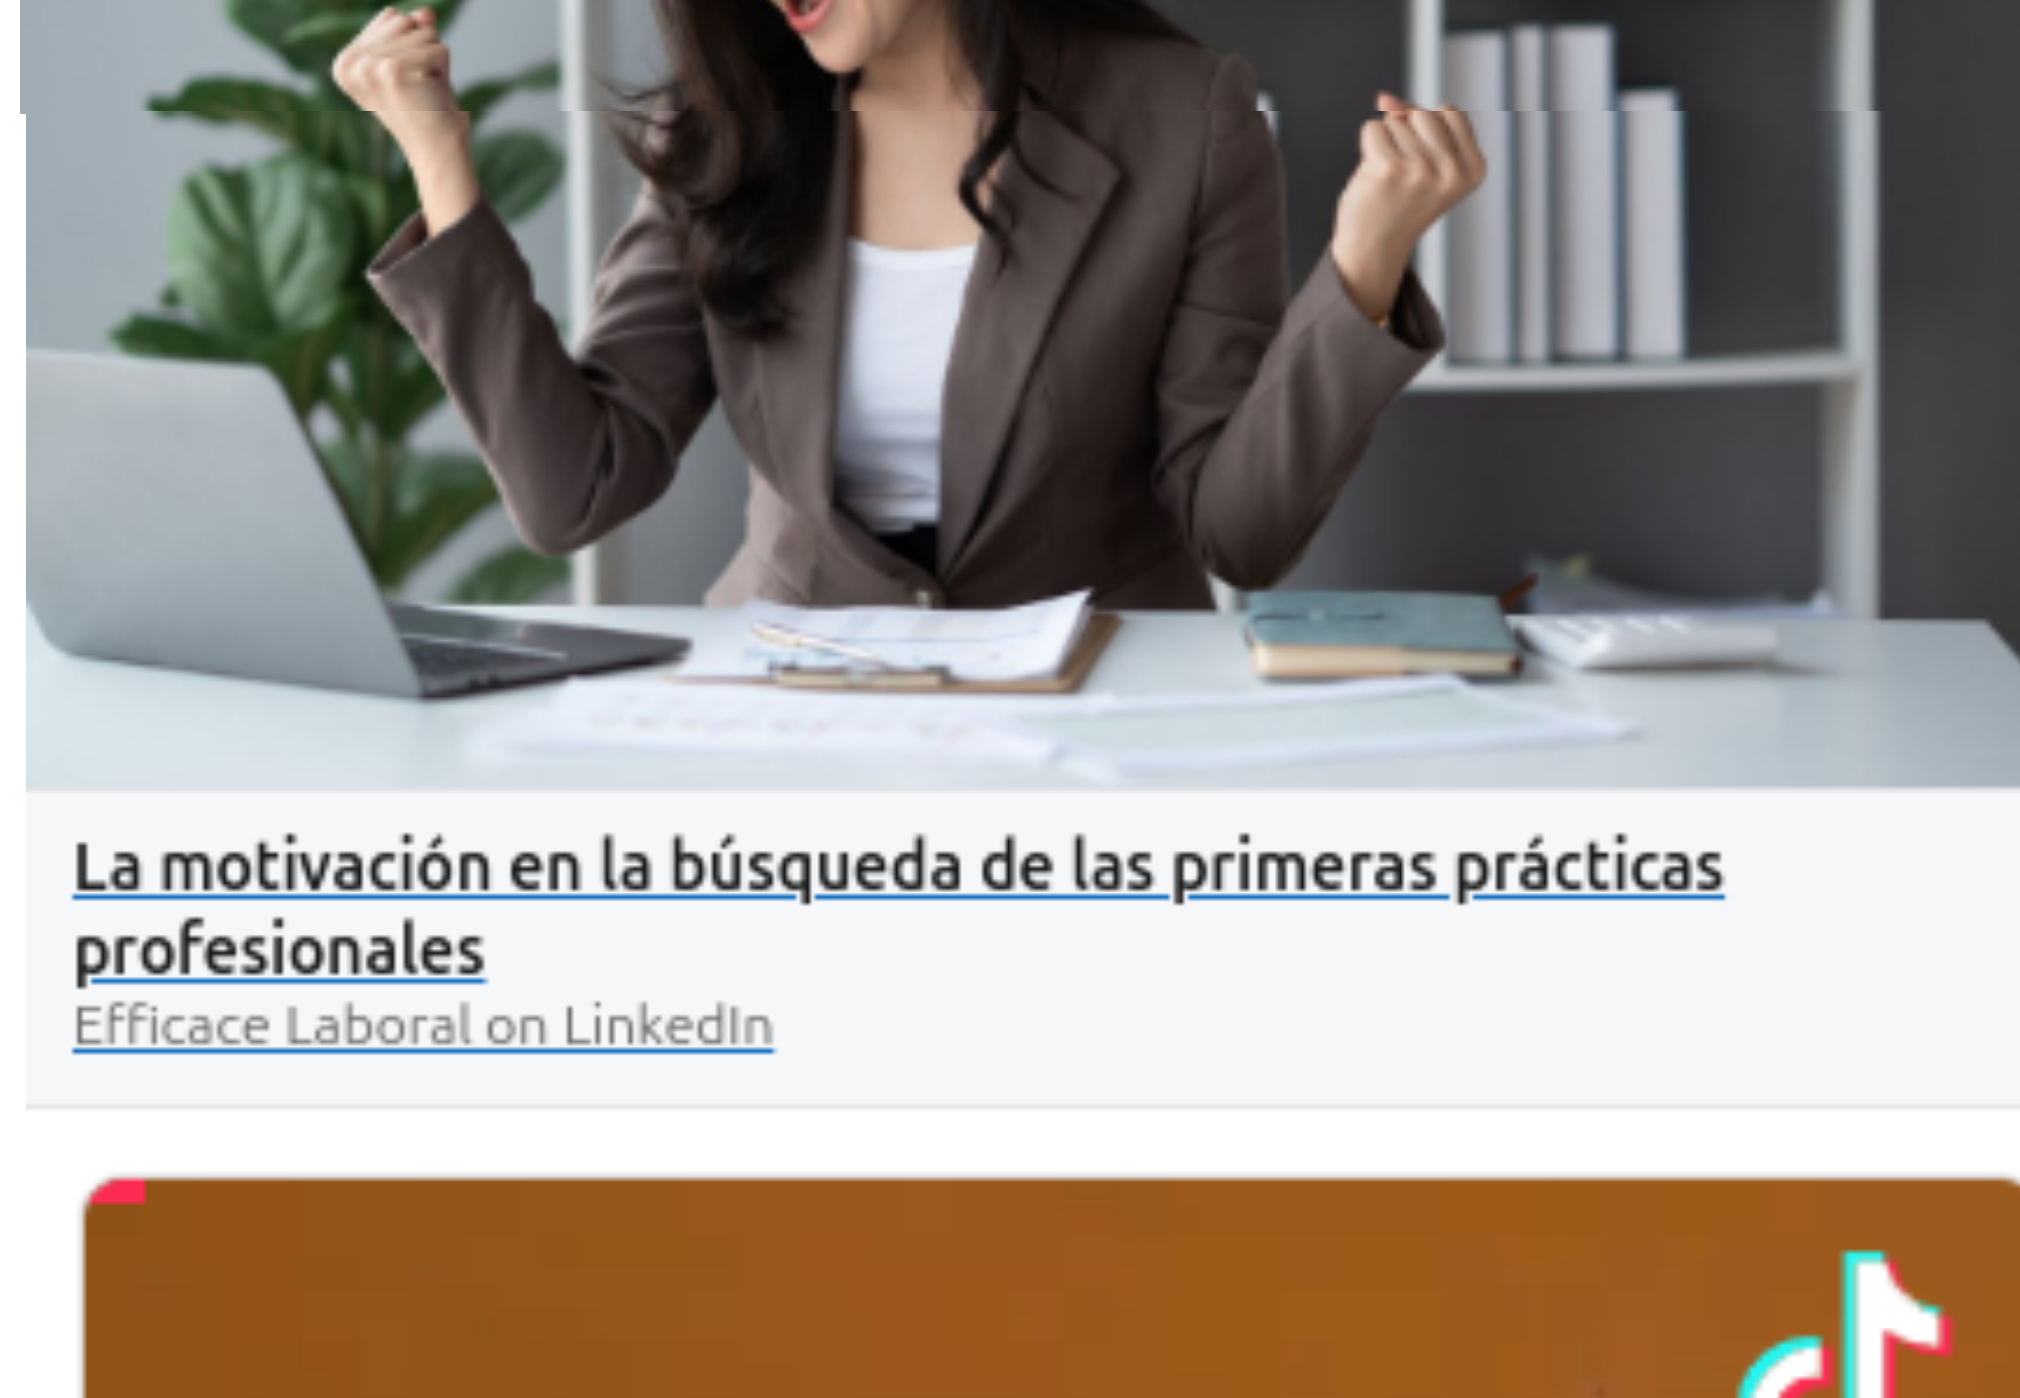 La motivación en la búsqueda de las primeras prácticas
profesionales
Efficace Laboral on LinkedIn